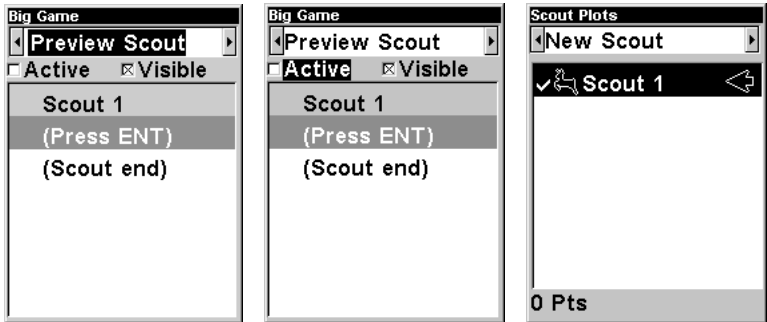 Big Game
Preview Scout
Active Visible
Scout 1
(Press ENT)
(Scout end)
Big Game
Preview Scout
Active Visible
Scout 1
(Press ENT)
(Scout end)
Scout Plots
New Scout
Scout 1
0 Pts